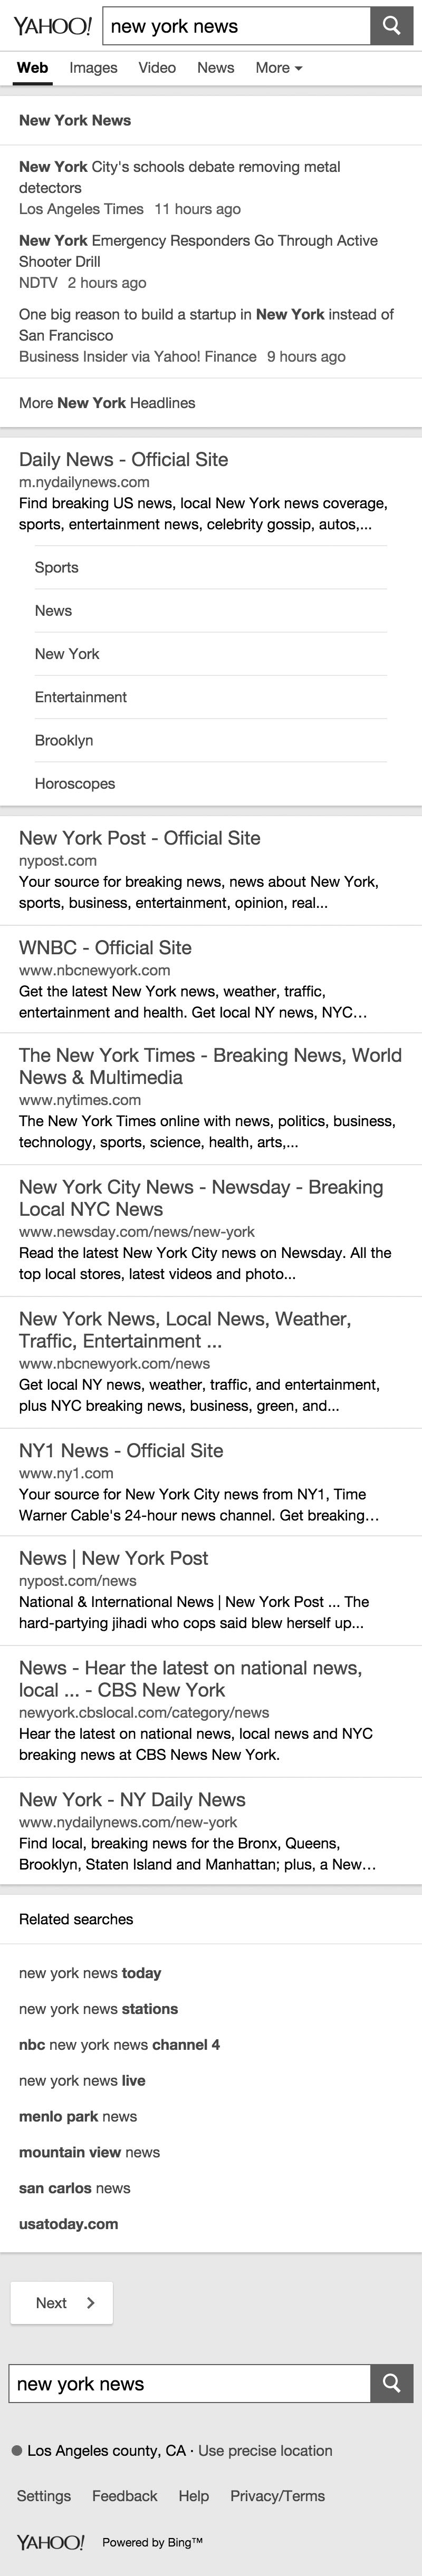 YAHOO! new york news
Web Images Video News More
New York News
New York City's schools debate removing metal
detectors
Los Angeles Times 11 hours ago
New York Emergency Responders Go Through Active
Shooter Drill
NDTV 2 hours ago
One big reason to build a startup in New York instead of
San Francisco
Business Insider via Yahoo! Finance 9 hours ago
More New York Headlines
Daily News - Official Site
m.nydailynews.com
Find breaking US news, local New York news coverage,
sports, entertainment news, celebrity gossip, autos,...
Sports
News
New York
Entertainment
Brooklyn
Horoscopes
New York Post - Official Site
nypost.com
Your source for breaking news, news about New York,
sports, business, entertainment, opinion, real...
WNBC - Official Site
www.nbcnewyork.com
Get the latest New York news, weather, traffic,
entertainment and health. Get local NY news, NYC...
The New York Times - Breaking News, World
News & Multimedia
www.nytimes.com
The New York Times online with news, politics, business,
technology, sports, science, health, arts,...
New York City News - Newsday - Breaking
Local NYC News
www.newsday.com/news/new-york
Read the latest New York City news on Newsday. All the
top local stores, latest videos and photo...
New York News, Local News, Weather,
Traffic, Entertainment ...
www.nbcnewyork.com/news
Get local NY news, weather, traffic, and entertainment,
plus NYC breaking news, business, green, and...
NY1 News - Official Site
www.ny1.com
Your source for New York City news from NY1, Time
Warner Cable's 24-hour news channel. Get breaking...
News | New York Post
nypost.com/news
National & International News | New York Post ... The
hard-partying jihadi who cops said blew herself up...
News - Hear the latest on national news,
local ... - CBS New York
newyork.cbslocal.com/category/news
Hear the latest on national news, local news and NYC
breaking news at CBS News New York.
New York - NY Daily News
www.nydailynews.com/new-york
Find local, breaking news for the Bronx, Queens,
Brooklyn, Staten Island and Manhattan; plus, a New...
Related searches
new york news today
new york news stations
nbc new york news channel 4
new york news live
menlo park news
mountain view news
san carlos news
usatoday.com
Next
new york news
Los Angeles county, CA · Use precise location
Settings Feedback Help Privacy/Terms
YAHOO! Powered by Bing™